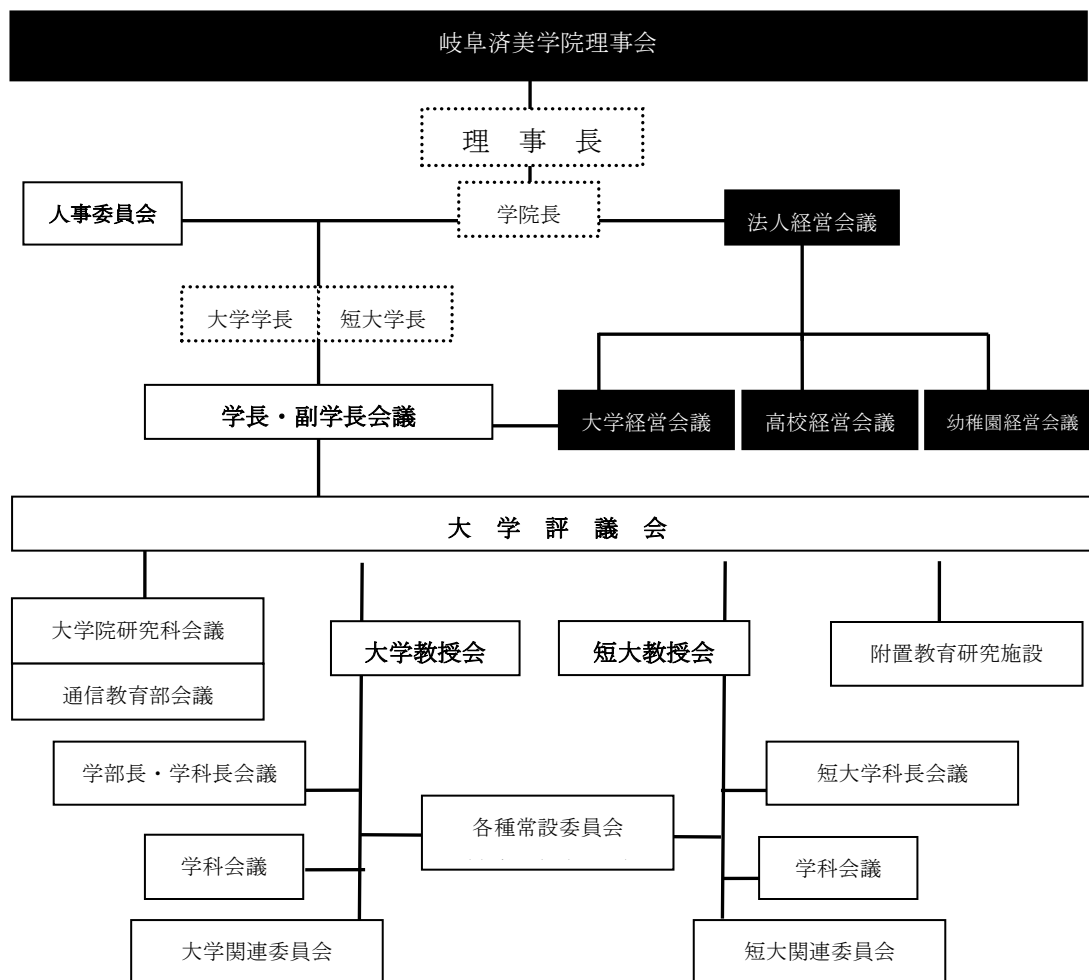 岐阜済美学院理事会
理 事 長
人事委員会
学院長
法人経営会議
大学学長
短大学長
学長・副学長会議
大学経営会議
高校経営会議
幼稚園経営会議
大 学 評 議 会
大学院研究科会議
通信教育部会議
大学教授会
短大教授会
附置教育研究施設
学部長・学科長会議
短大学科長会議
各種常設委員会
学科会議
学科会議
大学関連委員会
短大関連委員会